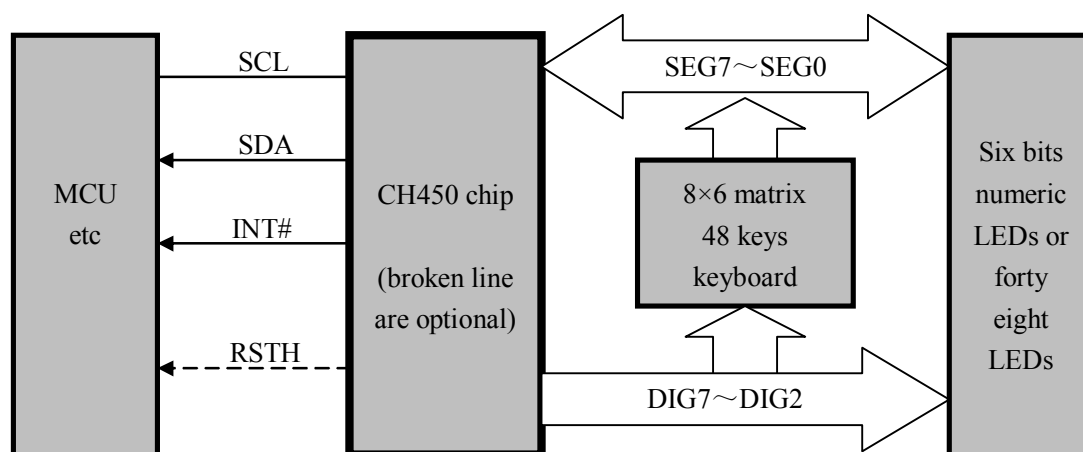 MCU
etc
SCL
SDA
INT#
RSTH
CH450 chip
(broken line
are optional)
SEG7～SEG0
8×6 matrix
48 keys
keyboard
DIG7～DIG2
Six bits
numeric
LEDs or
forty
eight
LEDs